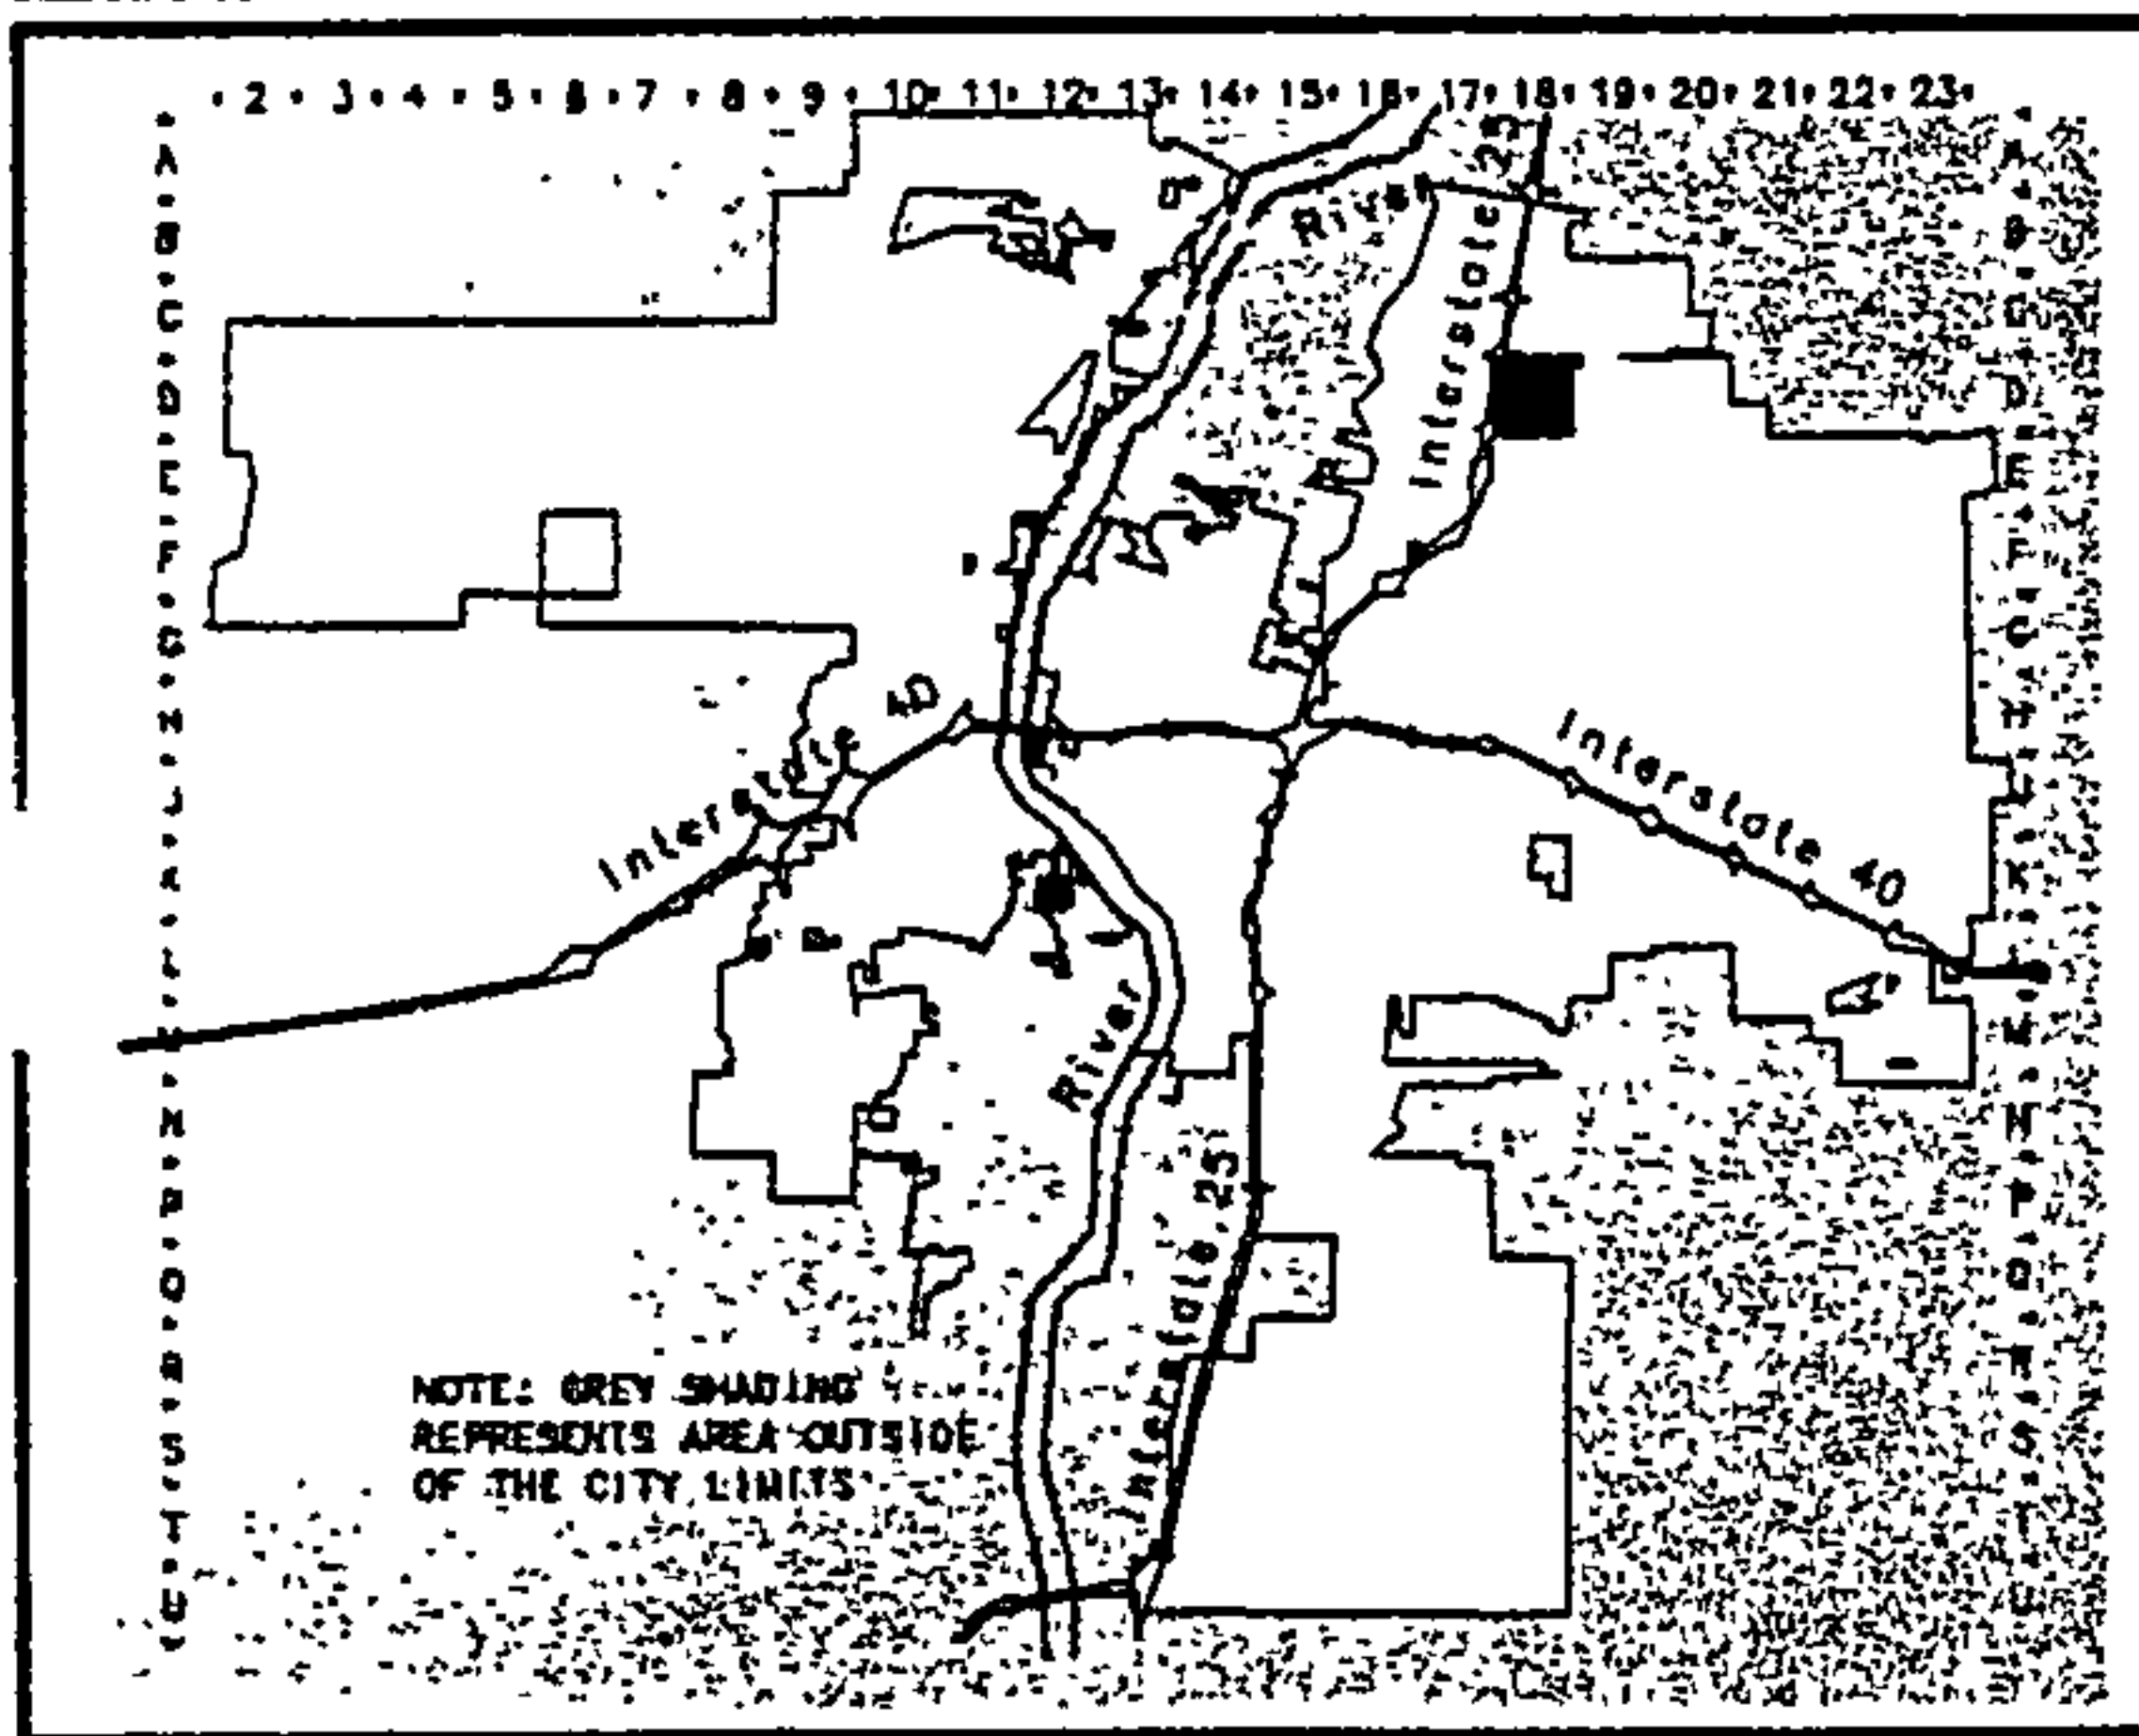 2 3 4 5 6 7 8 9 10 11 12 13 14 15 16 17 18 19 20 21 22 23
A
B
C
D
E
F
G
H
J
K
L
M
N
P
Q
R
S
T
U
A
B
C
D
E
F
G
H
J
K
L
M
N
P
Q
R
S
T
U
River
Interstate 25
Interstate 40
Interstate 40
River
Interstate 25
NOTE: GREY SHADING
REPRESENTS AREA OUTSIDE
OF THE CITY LIMITS